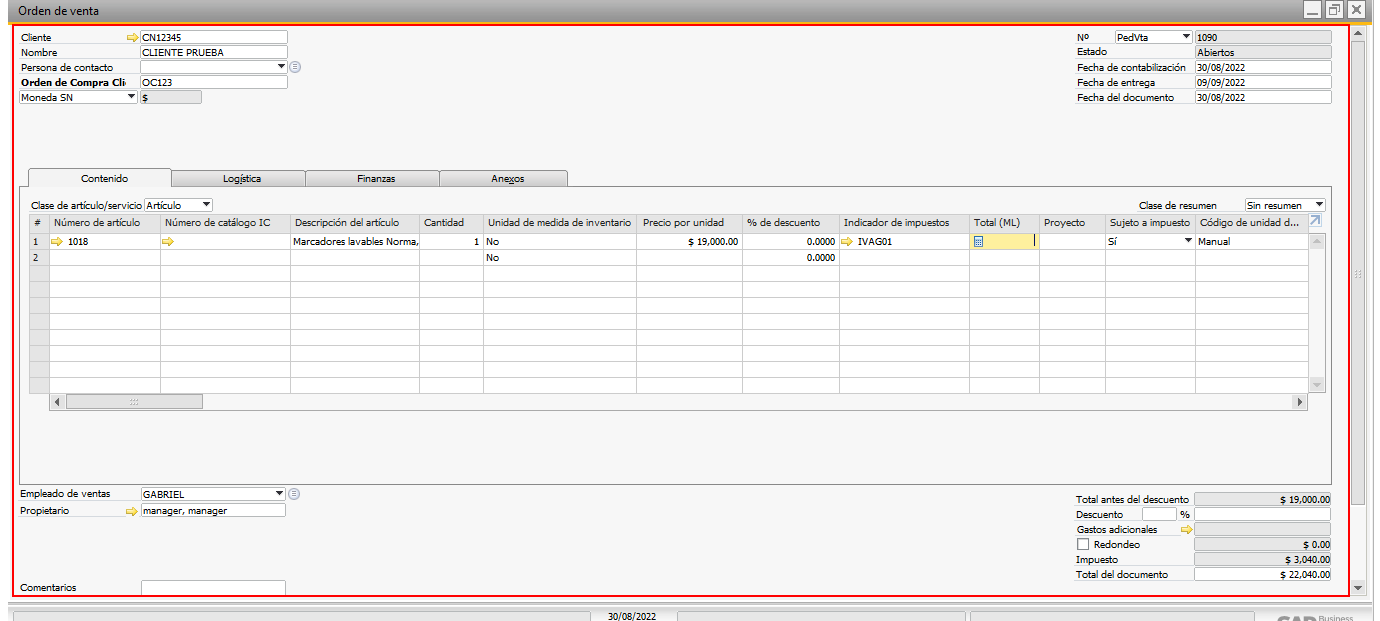 Orden de venta
Cliente CN12345
Nombre CLIENTE PRUEBA
Persona de contacto
Orden de Compra Cli OC123
Moneda SN $
Nº PedVta 1090
Estado Abiertos
Fecha de contabilización 30/08/2022
Fecha de entrega 09/09/2022
Fecha del documento 30/08/2022
Contenido Logística Finanzas Anexos
Clase de artículo/servicio Artículo Clase de resumen Sin resumen
# Número de artículo Número de catálogo IC Descripción del artículo Cantidad Unidad de medida de inventario Precio por unidad % de descuento Indicador de impuestos Total (ML) Proyecto Sujeto a impuesto Código de unidad d...
1 1018 Marcadores lavables Norma, 1 No $ 19,000.00 0.0000 IVAG01 Sí Manual
2 No 0.0000
Empleado de ventas GABRIEL
Propietario manager, manager
Total antes del descuento $ 19,000.00
Descuento %
Gastos adicionales
Redondeo $ 0.00
Impuesto $ 3,040.00
Total del documento $ 22,040.00
Comentarios
30/08/2022
SAP Business